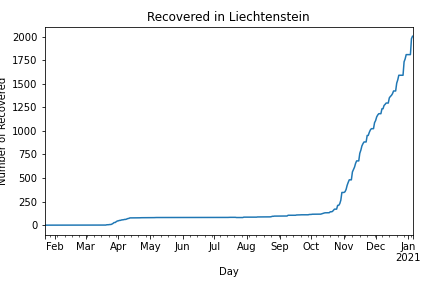 Recovered in Liechtenstein
Number of Recovered
2000
1750
1500
1250
1000
750
500
250
0
Feb Mar Apr May Jun Jul Aug Sep Oct Nov Dec Jan
2021
Day